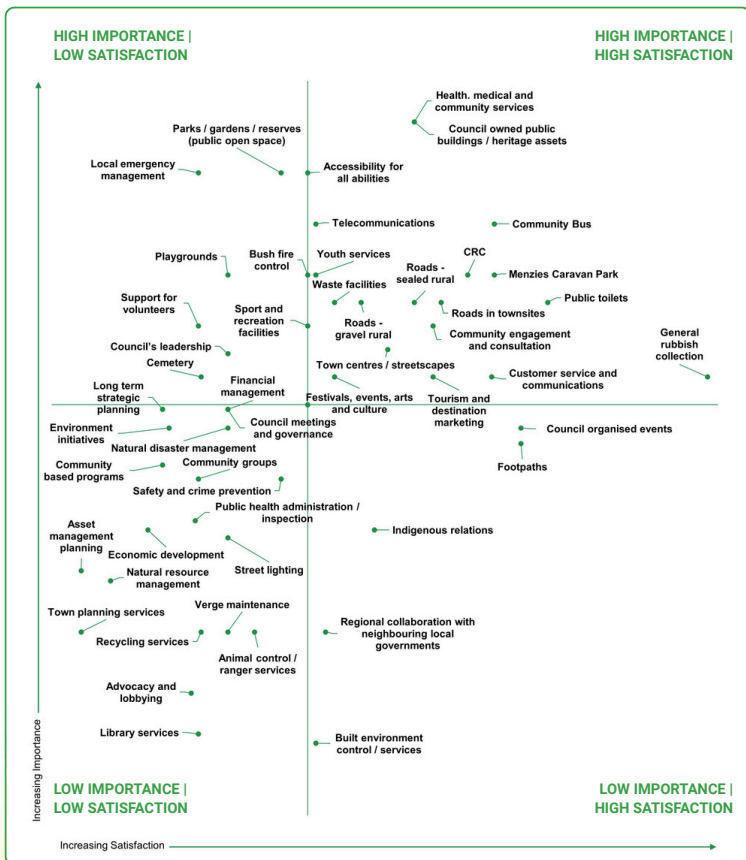 HIGH IMPORTANCE |
LOW SATISFACTION
HIGH IMPORTANCE |
HIGH SATISFACTION
Health. medical and
community services
Parks / gardens / reserves
(public open space)
Council owned public
buildings / heritage assets
Local emergency
management
Accessibility for
all abilities
Telecommunications
Community Bus
Playgrounds
Bush fire
control
Youth services
Roads -
sealed rural
CRC
Menzies Caravan Park
Waste facilities
Support for
volunteers
Sport and
recreation
facilities
Roads -
gravel rural
Roads in townsites
Public toilets
Community engagement
and consultation
General
rubbish
collection
Council's leadership
Cemetery
Town centres / streetscapes
Long term
strategic
planning
Financial
management
Festivals, events, arts
and culture
Tourism and
destination
marketing
Customer service and
communications
Environment
initiatives
Council meetings
and governance
Council organised events
Natural disaster management
Footpaths
Community
based programs
Community groups
Safety and crime prevention
Public health administration /
inspection
Asset
management
planning
Economic development
Indigenous relations
Natural resource
management
Street lighting
Town planning services
Verge maintenance
Recycling services
Animal control /
ranger services
Regional collaboration with
neighbouring local
governments
Advocacy and
lobbying
Library services
Built environment
control / services
Increasing Importance
LOW IMPORTANCE |
LOW SATISFACTION
LOW IMPORTANCE |
HIGH SATISFACTION
Increasing Satisfaction